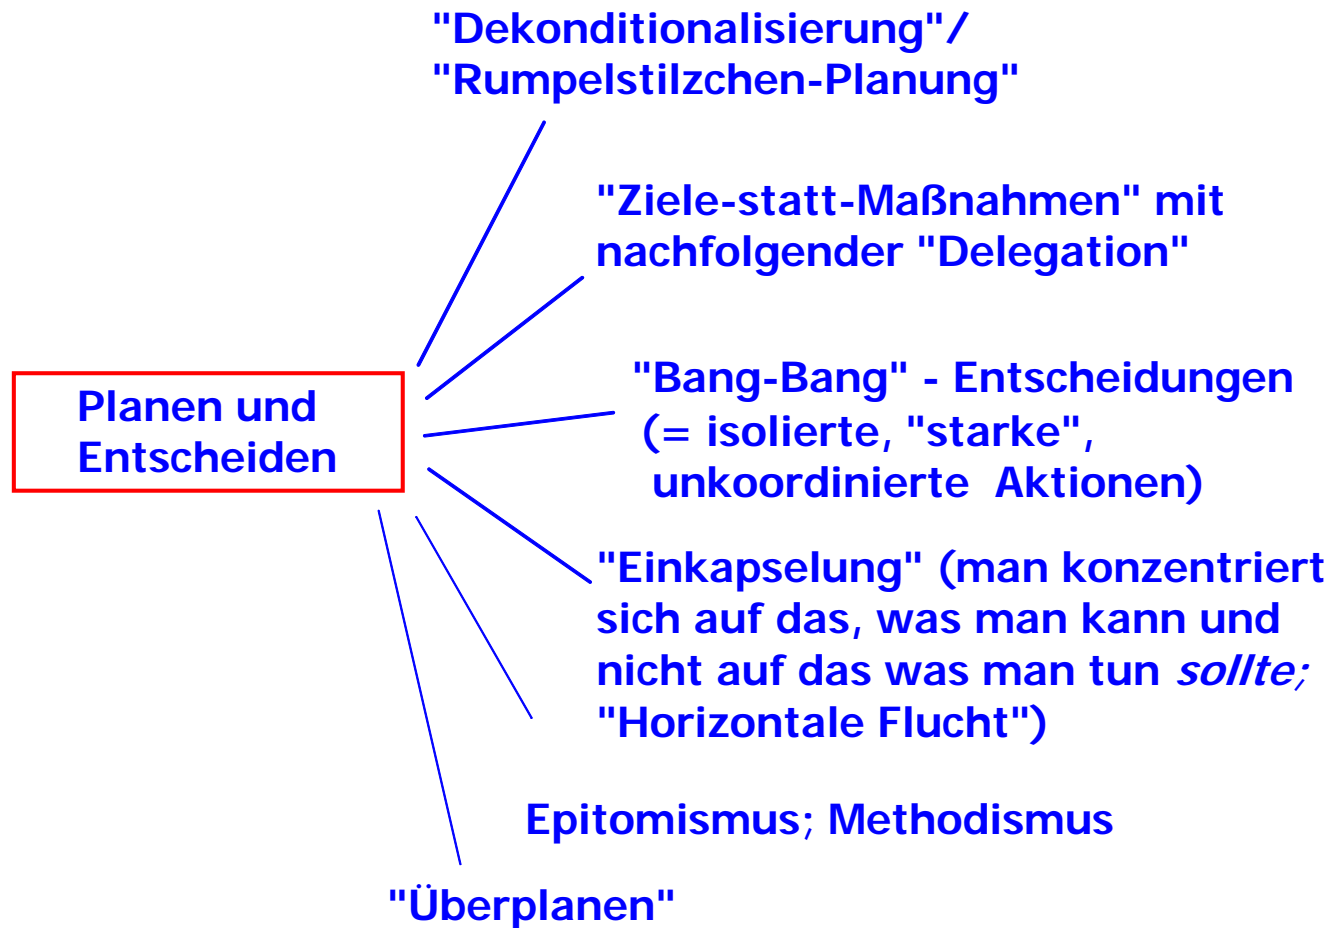 "Dekonditionalisierung"/
"Rumpelstilzchen-Planung"
"Ziele-statt-Maßnahmen" mit
nachfolgender "Delegation"
"Bang-Bang" - Entscheidungen
(= isolierte, "starke",
unkoordinierte Aktionen)
Planen und
Entscheiden
"Einkapselung" (man konzentriert
sich auf das, was man kann und
nicht auf das was man tun sollte;
"Horizontale Flucht")
Epitomismus; Methodismus
"Überplanen"